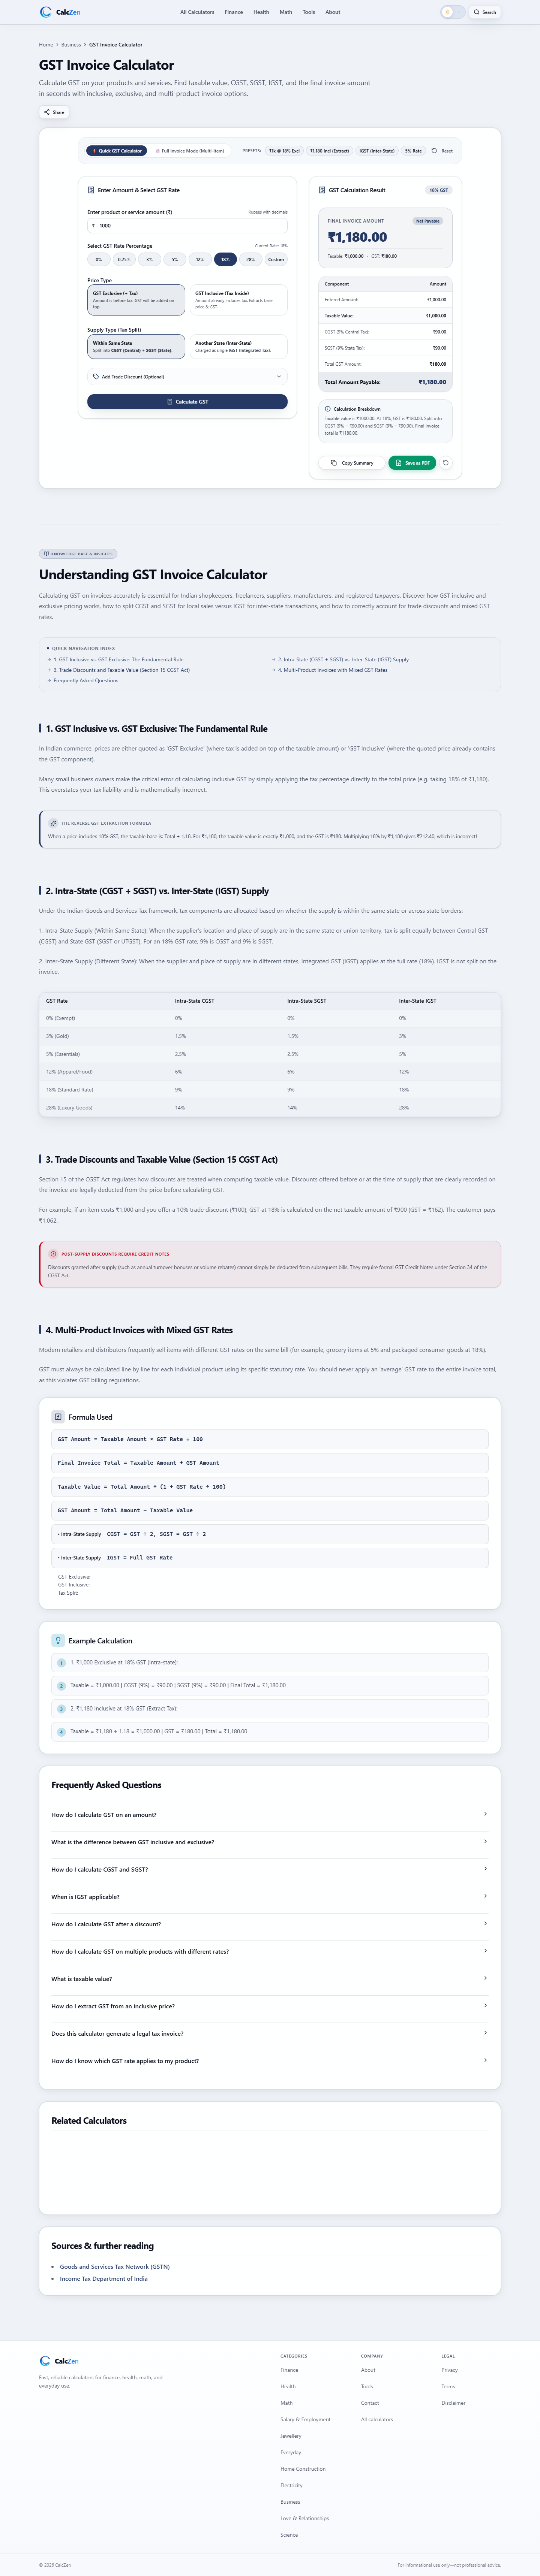 CalcZen
All Calculators Finance Health Math Tools About
Search
Home > Business > GST Invoice Calculator
GST Invoice Calculator
Calculate GST on your products and services. Find taxable value, CGST, SGST, IGST, and the final invoice amount
in seconds with inclusive, exclusive, and multi-product invoice options.
Share
Quick GST Calculator Full Invoice Mode (Multi-Item) PRESETS: ₹1k @ 18% Excl ₹1,180 Incl (Extract) IGST (Inter-State) 5% Rate Reset
Enter Amount & Select GST Rate
Enter product or service amount (₹) Rupees with decimals
₹ 1000
Select GST Rate Percentage Current Rate: 18%
0% 0.25% 3% 5% 12% 18% 28% Custom
Price Type
GST Exclusive (+ Tax)
Amount is before tax. GST will be added on
top.
GST Inclusive (Tax Inside)
Amount already includes tax. Extracts base
price & GST.
Supply Type (Tax Split)
Within Same State
Split into CGST (Central) + SGST (State).
Another State (Inter-State)
Charged as single IGST (Integrated Tax).
Add Trade Discount (Optional)
Calculate GST
GST Calculation Result 18% GST
FINAL INVOICE AMOUNT Net Payable
₹1,180.00
Taxable: ₹1,000.00 • GST: ₹180.00
Component Amount
Entered Amount: ₹1,000.00
Taxable Value: ₹1,000.00
CGST (9% Central Tax): ₹90.00
SGST (9% State Tax): ₹90.00
Total GST Amount: ₹180.00
Total Amount Payable: ₹1,180.00
Calculation Breakdown
Taxable value is ₹1000.00. At 18%, GST is ₹180.00. Split into
CGST (9% = ₹90.00) and SGST (9% = ₹90.00). Final invoice
total is ₹1180.00.
Copy Summary Save as PDF
KNOWLEDGE BASE & INSIGHTS
Understanding GST Invoice Calculator
Calculating GST on invoices accurately is essential for Indian shopkeepers, freelancers, suppliers, manufacturers, and registered taxpayers. Discover how GST inclusive and
exclusive pricing works, how to split CGST and SGST for local sales versus IGST for inter-state transactions, and how to correctly account for trade discounts and mixed GST
rates.
QUICK NAVIGATION INDEX
→ 1. GST Inclusive vs. GST Exclusive: The Fundamental Rule
→ 2. Intra-State (CGST + SGST) vs. Inter-State (IGST) Supply
→ 3. Trade Discounts and Taxable Value (Section 15 CGST Act)
→ 4. Multi-Product Invoices with Mixed GST Rates
→ Frequently Asked Questions
1. GST Inclusive vs. GST Exclusive: The Fundamental Rule
In Indian commerce, prices are either quoted as 'GST Exclusive' (where tax is added on top of the taxable amount) or 'GST Inclusive' (where the quoted price already contains
the GST component).
Many small business owners make the critical error of calculating inclusive GST by simply applying the tax percentage directly to the total price (e.g. taking 18% of ₹1,180).
This overstates your tax liability and is mathematically incorrect.
THE REVERSE GST EXTRACTION FORMULA
When a price includes 18% GST, the taxable base is: Total ÷ 1.18. For ₹1,180, the taxable value is exactly ₹1,000, and the GST is ₹180. Multiplying 18% by ₹1,180 gives ₹212.40, which is incorrect!
2. Intra-State (CGST + SGST) vs. Inter-State (IGST) Supply
Under the Indian Goods and Services Tax framework, tax components are allocated based on whether the supply is within the same state or across state borders:
1. Intra-State Supply (Within Same State): When the supplier's location and place of supply are in the same state or union territory, tax is split equally between Central GST
(CGST) and State GST (SGST or UTGST). For an 18% GST rate, 9% is CGST and 9% is SGST.
2. Inter-State Supply (Different State): When the supplier and place of supply are in different states, Integrated GST (IGST) applies at the full rate (18%). IGST is not split on the
invoice.
GST Rate Intra-State CGST Intra-State SGST Inter-State IGST
0% (Exempt) 0% 0% 0%
3% (Gold) 1.5% 1.5% 3%
5% (Essentials) 2.5% 2.5% 5%
12% (Apparel/Food) 6% 6% 12%
18% (Standard Rate) 9% 9% 18%
28% (Luxury Goods) 14% 14% 28%
3. Trade Discounts and Taxable Value (Section 15 CGST Act)
Section 15 of the CGST Act regulates how discounts are treated when computing taxable value. Discounts offered before or at the time of supply that are clearly recorded on
the invoice are legally deducted from the price before calculating GST.
For example, if an item costs ₹1,000 and you offer a 10% trade discount (₹100), GST at 18% is calculated on the net taxable amount of ₹900 (GST = ₹162). The customer pays
₹1,062.
POST-SUPPLY DISCOUNTS REQUIRE CREDIT NOTES
Discounts granted after supply (such as annual turnover bonuses or volume rebates) cannot simply be deducted from subsequent bills. They require formal GST Credit Notes under Section 34 of the
CGST Act.
4. Multi-Product Invoices with Mixed GST Rates
Modern retailers and distributors frequently sell items with different GST rates on the same bill (for example, grocery items at 5% and packaged consumer goods at 18%).
GST must always be calculated line by line for each individual product using its specific statutory rate. You should never apply an 'average' GST rate to the entire invoice total,
as this violates GST billing regulations.
Formula Used
GST Amount = Taxable Amount × GST Rate ÷ 100
Final Invoice Total = Taxable Amount + GST Amount
Taxable Value = Total Amount ÷ (1 + GST Rate ÷ 100)
GST Amount = Total Amount − Taxable Value
• Intra-State Supply CGST = GST ÷ 2, SGST = GST ÷ 2
• Inter-State Supply IGST = Full GST Rate
GST Exclusive:
GST Inclusive:
Tax Split:
Example Calculation
1 1. ₹1,000 Exclusive at 18% GST (Intra-state):
2 Taxable = ₹1,000.00 | CGST (9%) = ₹90.00 | SGST (9%) = ₹90.00 | Final Total = ₹1,180.00
3 2. ₹1,180 Inclusive at 18% GST (Extract Tax):
4 Taxable = ₹1,180 ÷ 1.18 = ₹1,000.00 | GST = ₹180.00 | Total = ₹1,180.00
Frequently Asked Questions
How do I calculate GST on an amount?
What is the difference between GST inclusive and exclusive?
How do I calculate CGST and SGST?
When is IGST applicable?
How do I calculate GST after a discount?
How do I calculate GST on multiple products with different rates?
What is taxable value?
How do I extract GST from an inclusive price?
Does this calculator generate a legal tax invoice?
How do I know which GST rate applies to my product?
Related Calculators
Sources & further reading
• Goods and Services Tax Network (GSTN)
• Income Tax Department of India
CalcZen
Fast, reliable calculators for finance, health, math, and
everyday use.
CATEGORIES
Finance
Health
Math
Salary & Employment
Jewellery
Everyday
Home Construction
Electricity
Business
Love & Relationships
Science
COMPANY
About
Tools
Contact
All calculators
LEGAL
Privacy
Terms
Disclaimer
© 2026 CalcZen
For informational use only—not professional advice.